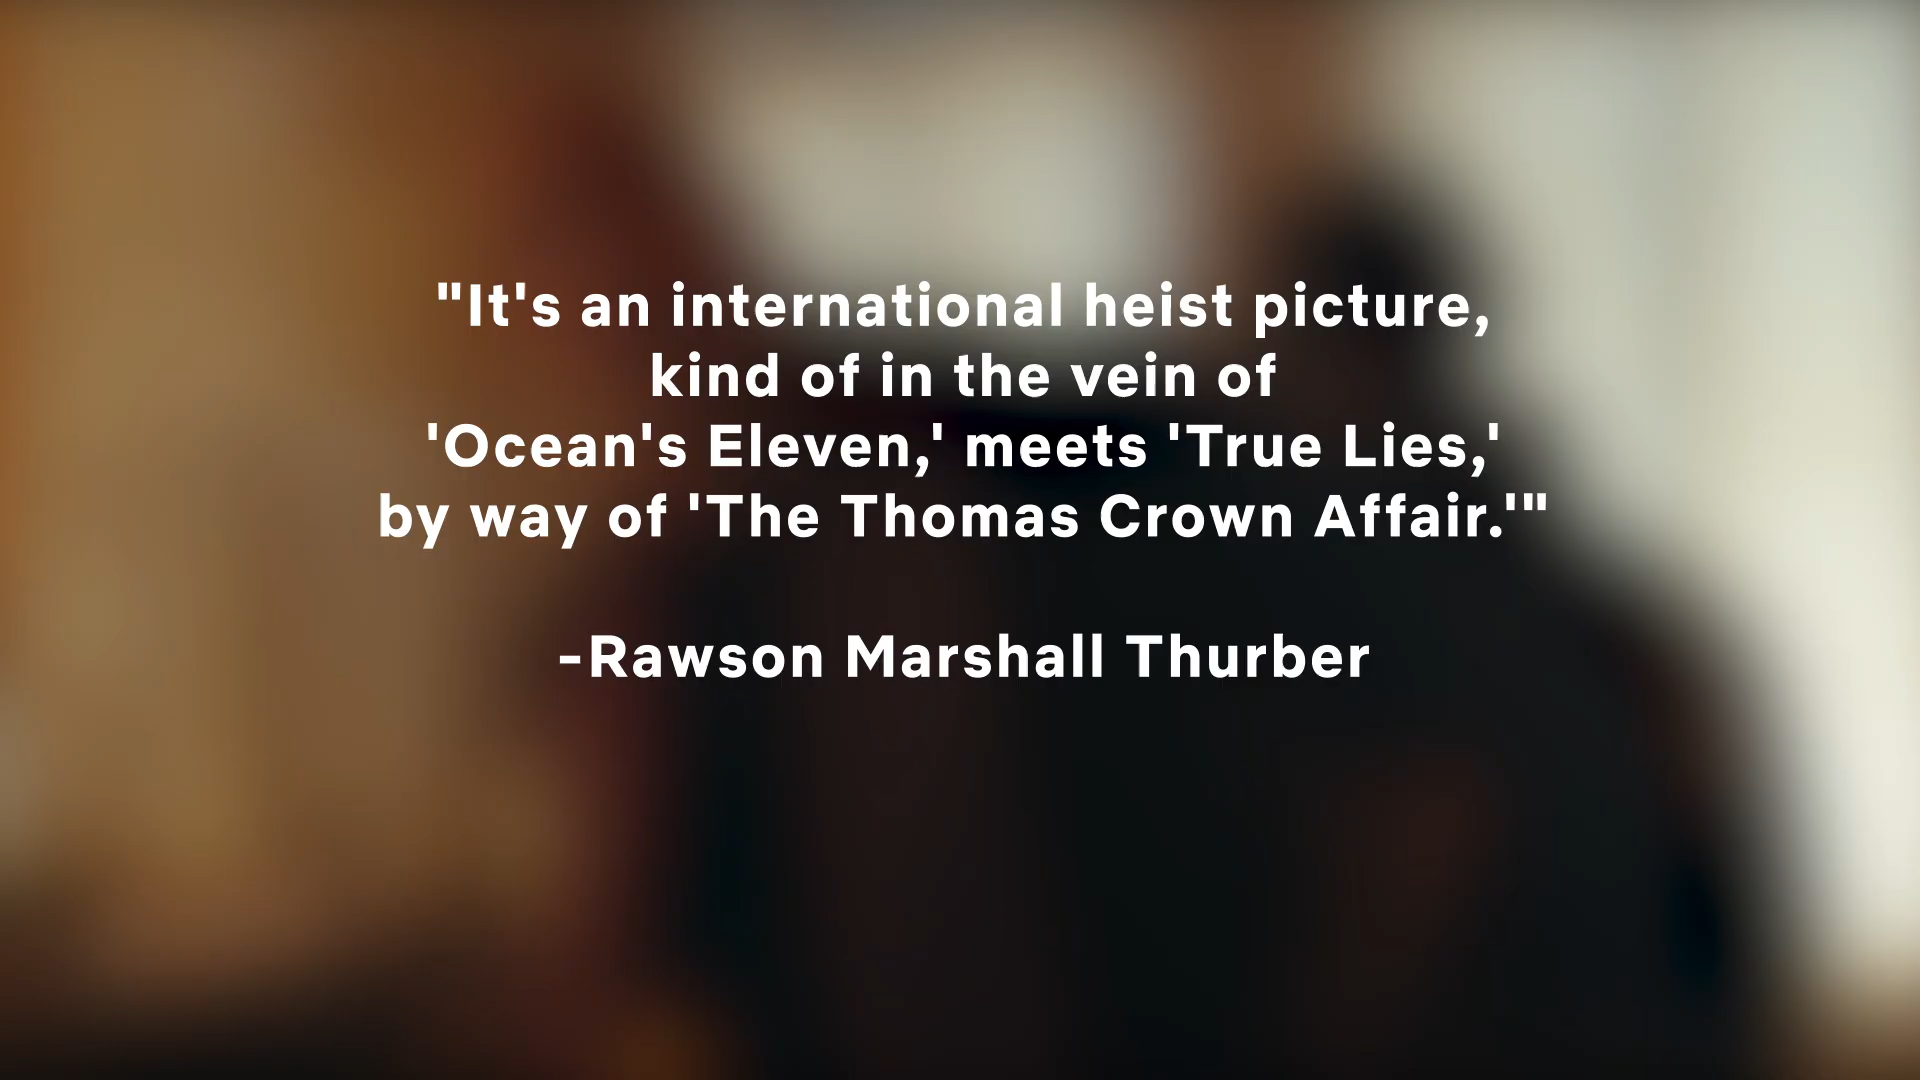 "It's an international heist picture,
kind of in the vein of
'Ocean's Eleven,' meets 'True Lies,'
by way of 'The Thomas Crown Affair.'"
-Rawson Marshall Thurber